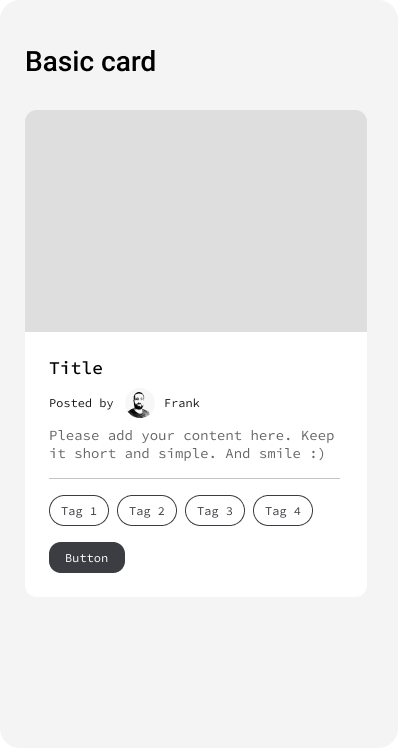 Basic card
Title
Posted by Frank
Please add your content here. Keep
it short and simple. And smile :)
Tag 1 Tag 2 Tag 3 Tag 4
Button